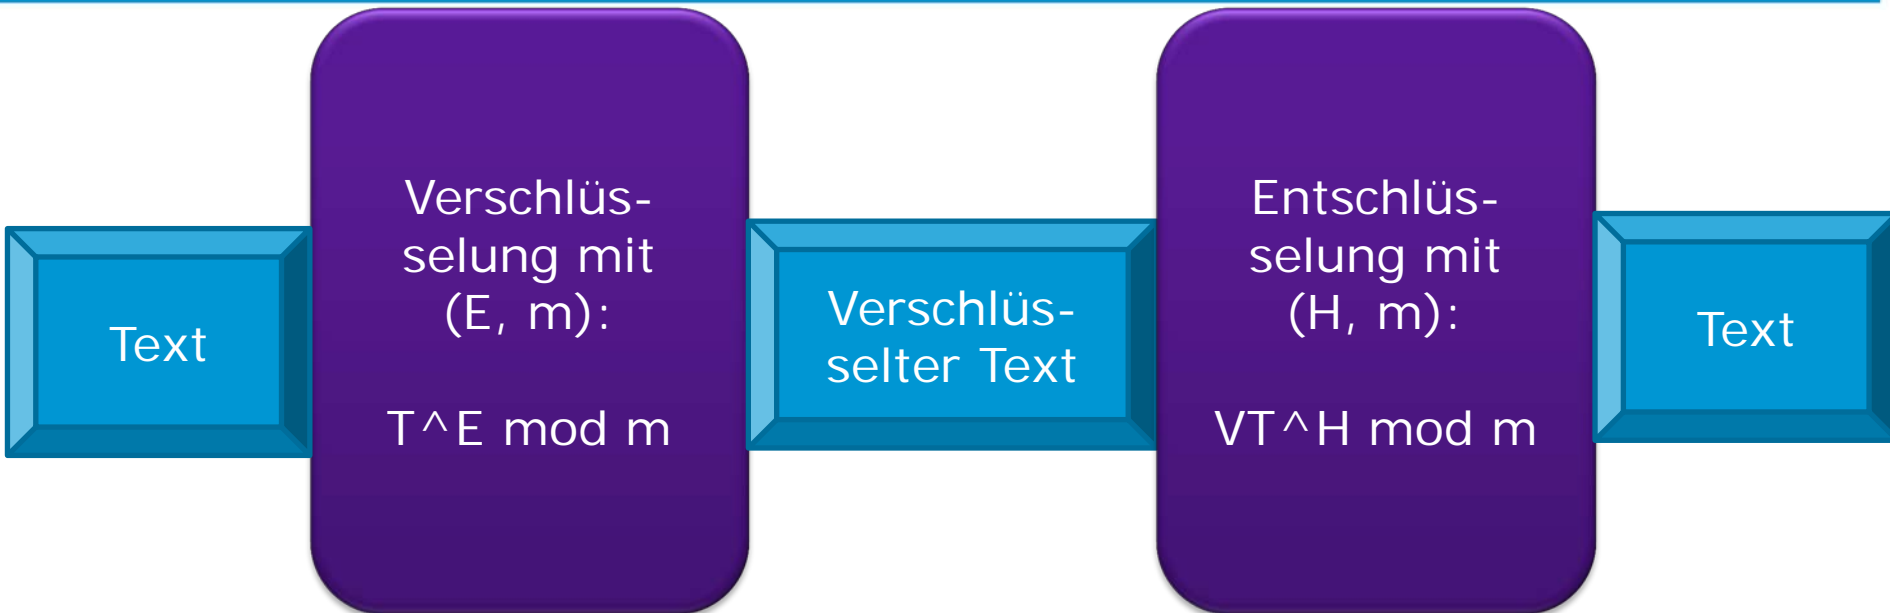 Text
Verschlüs-
selung mit
(E, m):
T^E mod m
Verschlüs-
selter Text
Entschlüs-
selung mit
(H, m):
VT^H mod m
Text